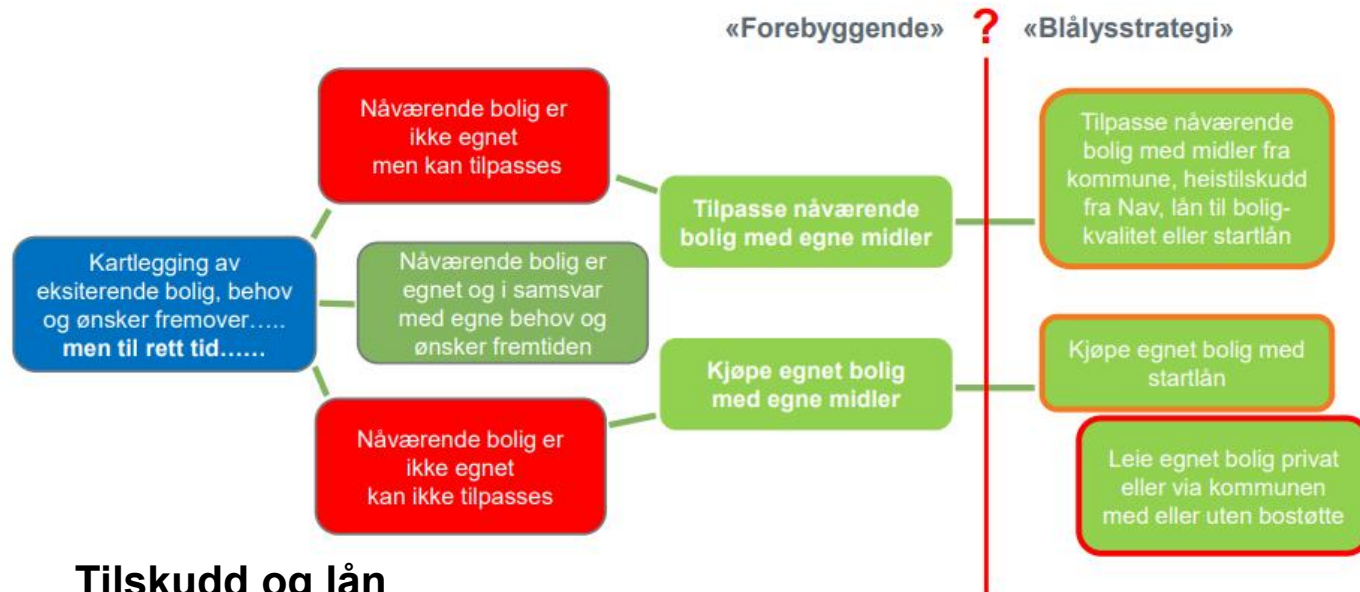 «Forebyggende»
?
«Blålysstrategi»
Nåværende bolig er
ikke egnet
men kan tilpasses
Tilpasse nåværende
bolig med midler fra
kommune, heistilskudd
fra Nav, lån til bolig-
kvalitet eller startlån
Tilpasse nåværende
bolig med egne midler
Kartlegging av
eksiterende bolig, behov
og ønsker fremover…..
men til rett tid……
Nåværende bolig er
egnet og i samsvar
med egne behov og
ønsker fremtiden
Kjøpe egnet bolig
med egne midler
Kjøpe egnet bolig med
startlån
Nåværende bolig er
ikke egnet
kan ikke tilpasses
Leie egnet bolig privat
eller via kommunen
med eller uten bostøtte
Tilskudd og lån